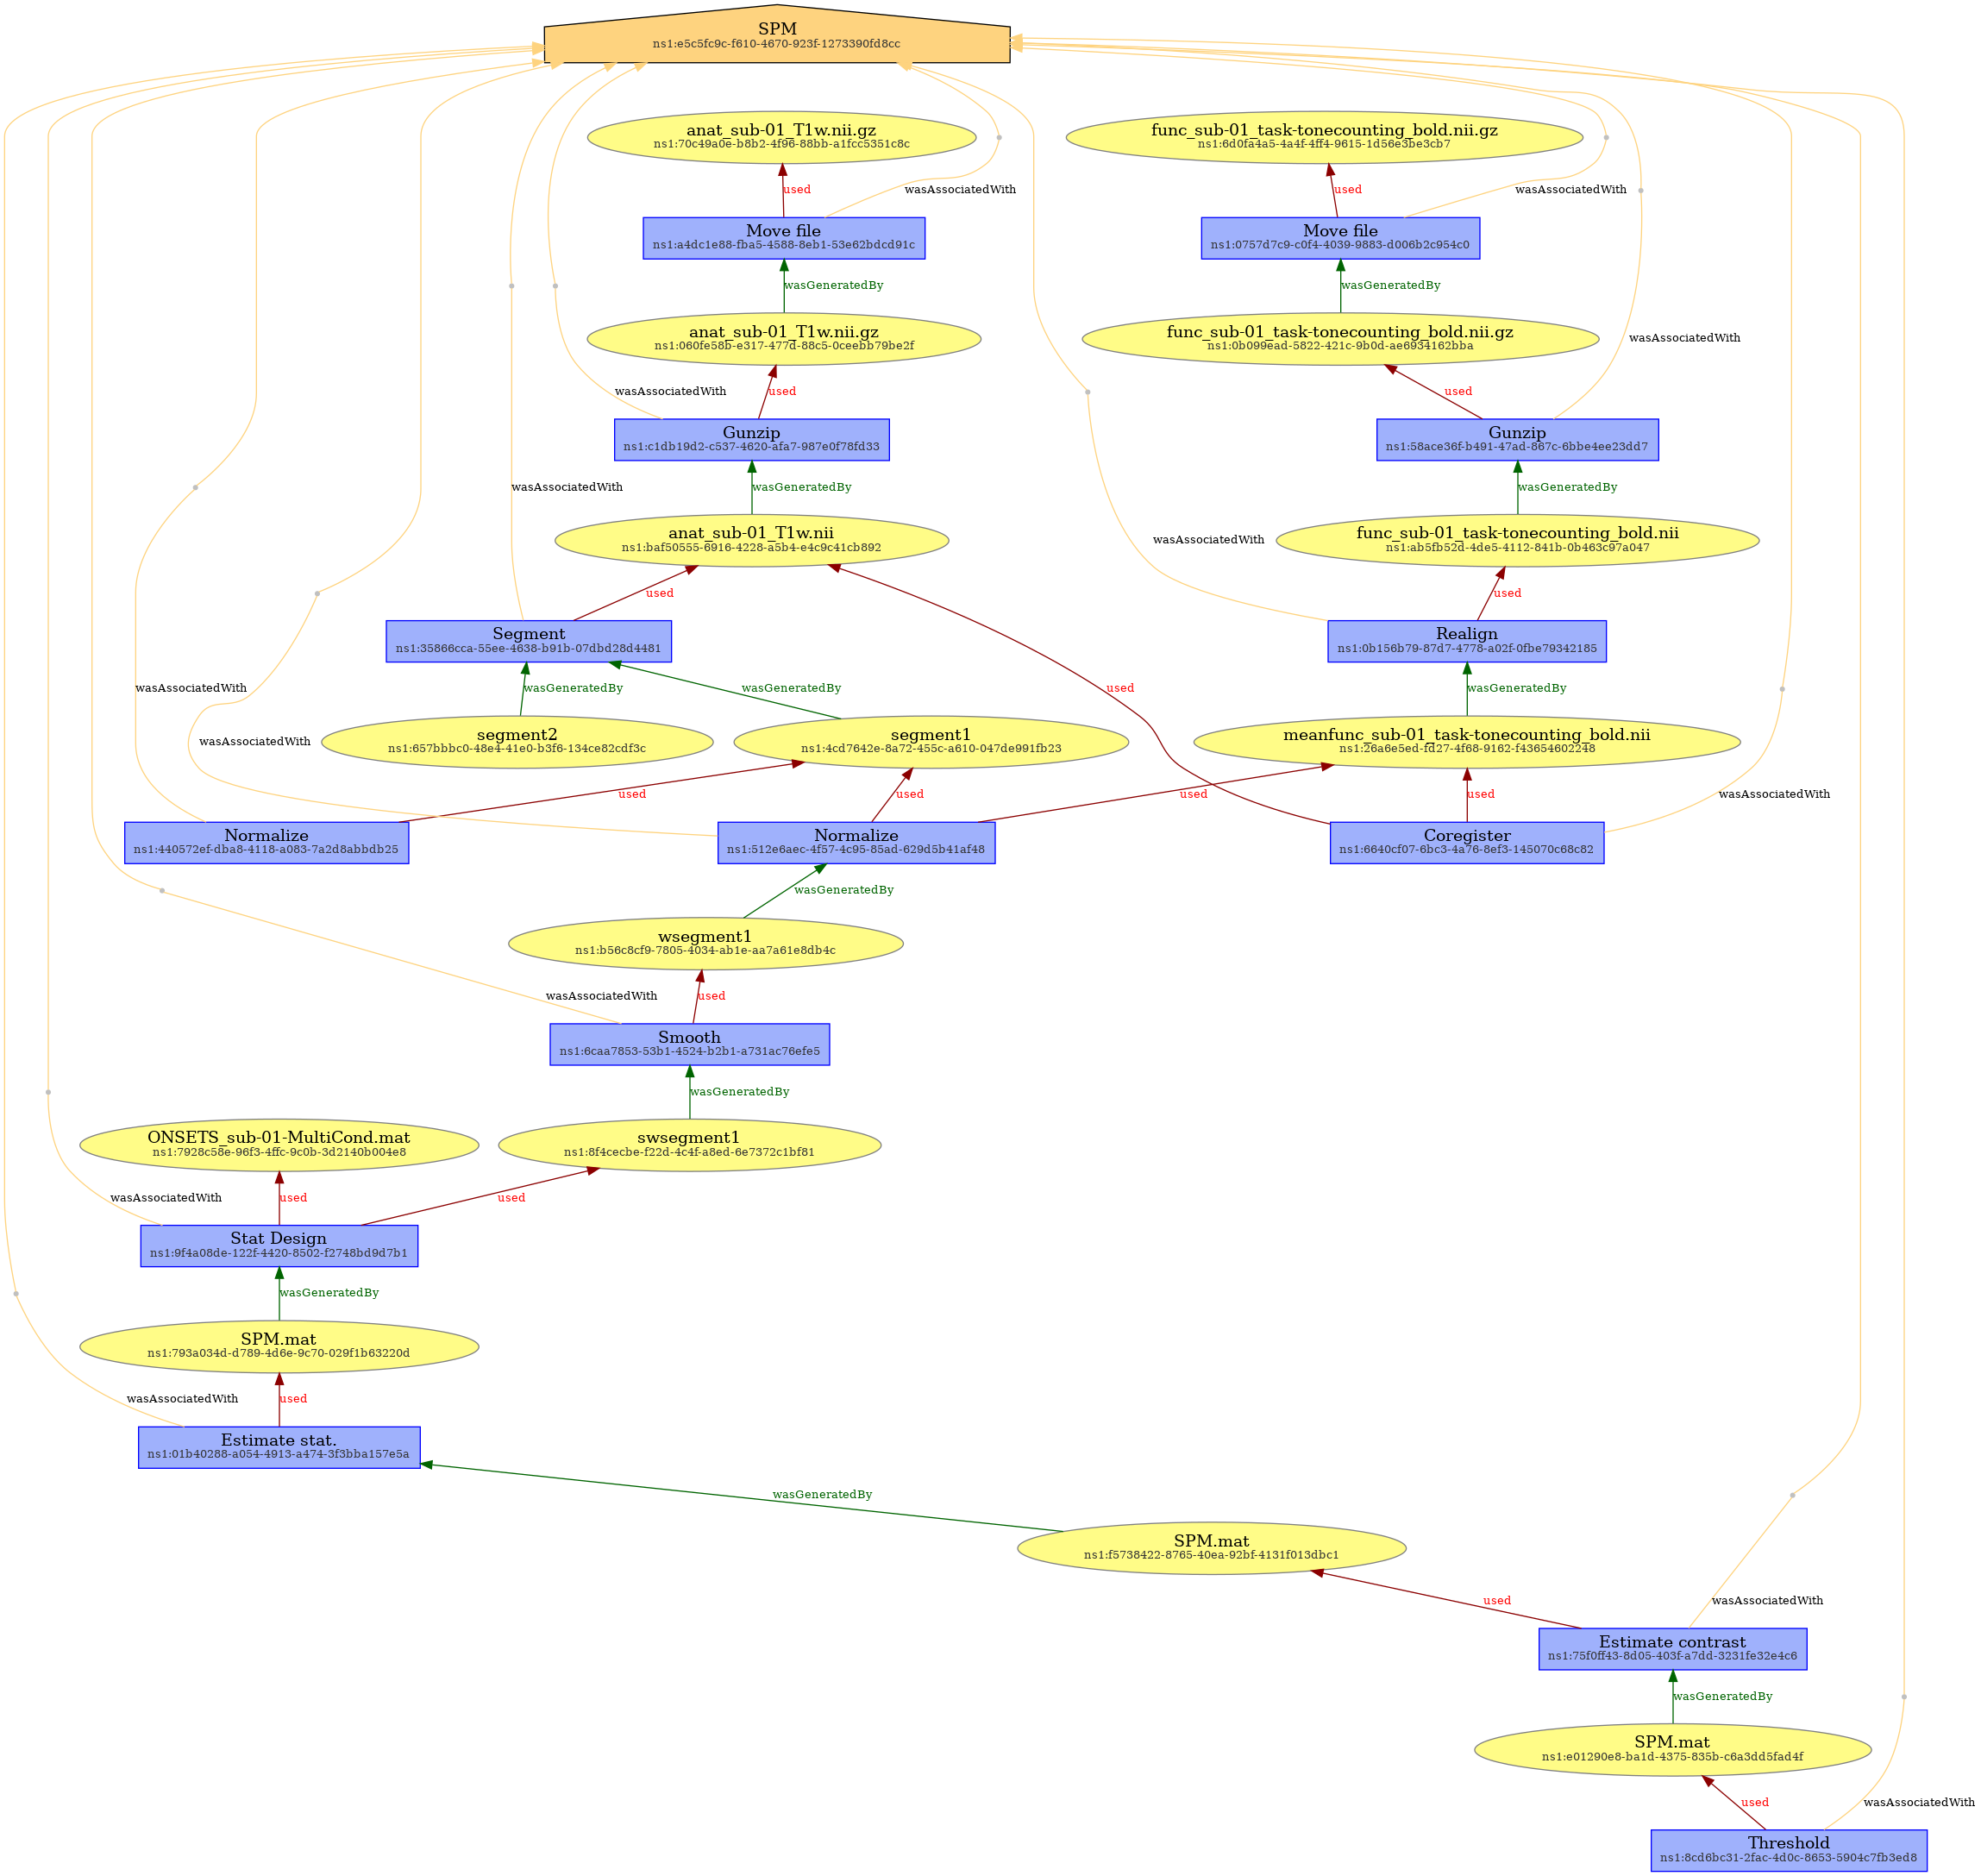 SPM
ns1:e5c5fc9c-f610-4670-923f-1273390fd8cc
anat_sub-01_T1w.nii.gz
ns1:70c49a0e-b8b2-4f96-88bb-a1fcc5351c8c
func_sub-01_task-tonecounting_bold.nii.gz
ns1:6d0fa4a5-4a4f-4ff4-9615-1d56e3be3cb7
used
wasAssociatedWith
used
wasAssociatedWith
Move file
ns1:a4dc1e88-fba5-4588-8eb1-53e62bdcd91c
Move file
ns1:0757d7c9-c0f4-4039-9883-d006b2c954c0
wasGeneratedBy
wasGeneratedBy
anat_sub-01_T1w.nii.gz
ns1:060fe58b-e317-477d-88c5-0ceebb79be2f
func_sub-01_task-tonecounting_bold.nii.gz
ns1:0b099ead-5822-421c-9b0d-ae6934162bba
wasAssociatedWith
wasAssociatedWith
used
used
Gunzip
ns1:c1db19d2-c537-4620-afa7-987e0f78fd33
Gunzip
ns1:58ace36f-b491-47ad-867c-6bbe4ee23dd7
wasAssociatedWith
wasGeneratedBy
wasGeneratedBy
anat_sub-01_T1w.nii
ns1:baf50555-6916-4228-a5b4-e4c9c41cb892
wasAssociatedWith
func_sub-01_task-tonecounting_bold.nii
ns1:ab5fb52d-4de5-4112-841b-0b463c97a047
used
used
Segment
ns1:35866cca-55ee-4638-b91b-07dbd28d4481
Realign
ns1:0b156b79-87d7-4778-a02f-0fbe79342185
wasAssociatedWith
wasGeneratedBy
wasGeneratedBy
used
wasGeneratedBy
wasAssociatedWith
segment2
ns1:657bbbc0-48e4-41e0-b3f6-134ce82cdf3c
segment1
ns1:4cd7642e-8a72-455c-a610-047de991fb23
meanfunc_sub-01_task-tonecounting_bold.nii
ns1:26a6e5ed-fd27-4f68-9162-f43654602248
used
used
used
used
wasAssociatedWith
Normalize
ns1:440572ef-dba8-4118-a083-7a2d8abbdb25
Normalize
ns1:512e6aec-4f57-4c95-85ad-629d5b41af48
Coregister
ns1:6640cf07-6bc3-4a76-8ef3-145070c68c82
wasGeneratedBy
wsegment1
ns1:b56c8cf9-7805-4034-ab1e-aa7a61e8db4c
wasAssociatedWith
used
Smooth
ns1:6caa7853-53b1-4524-b2b1-a731ac76efe5
wasGeneratedBy
ONSETS_sub-01-MultiCond.mat
ns1:7928c58e-96f3-4ffc-9c0b-3d2140b004e8
swsegment1
ns1:8f4cecbe-f22d-4c4f-a8ed-6e7372c1bf81
wasAssociatedWith
used
used
Stat Design
ns1:9f4a08de-122f-4420-8502-f2748bd9d7b1
wasGeneratedBy
SPM.mat
ns1:793a034d-d789-4d6e-9c70-029f1b63220d
wasAssociatedWith
used
Estimate stat.
ns1:01b40288-a054-4913-a474-3f3bba157e5a
wasGeneratedBy
SPM.mat
ns1:f5738422-8765-40ea-92bf-4131f013dbc1
used
wasAssociatedWith
Estimate contrast
ns1:75f0ff43-8d05-403f-a7dd-3231fe32e4c6
wasGeneratedBy
SPM.mat
ns1:e01290e8-ba1d-4375-835b-c6a3dd5fad4f
used
wasAssociatedWith
Threshold
ns1:8cd6bc31-2fac-4d0c-8653-5904c7fb3ed8